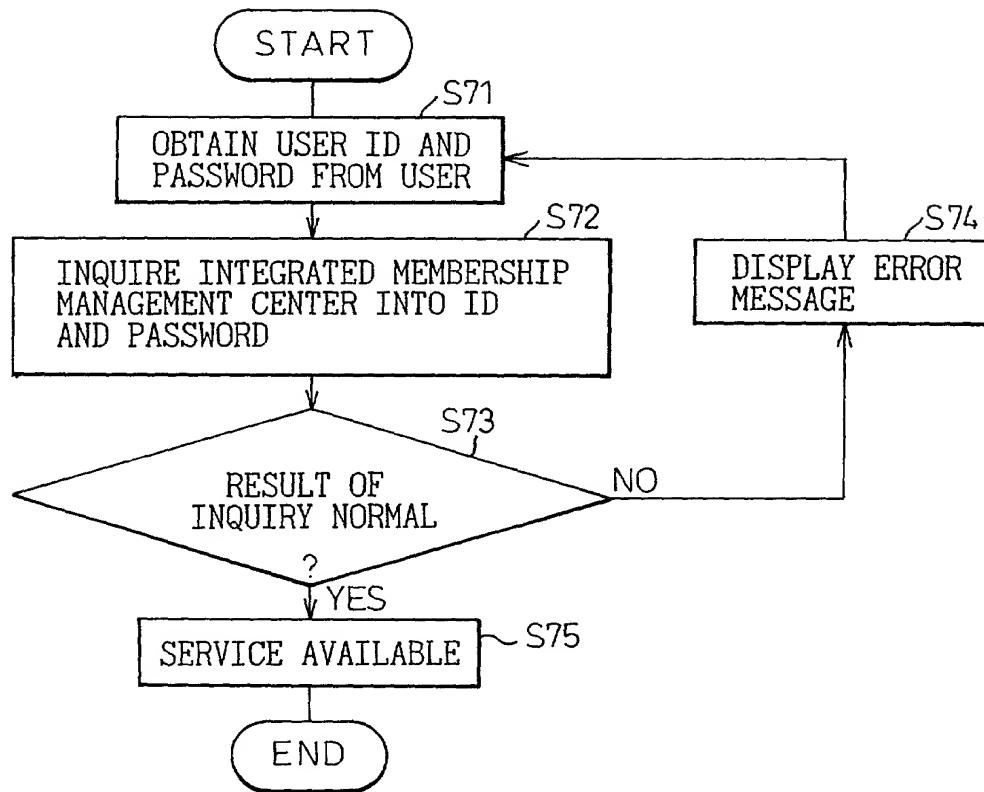 START
S71
OBTAIN USER ID AND
PASSWORD FROM USER
S72
INQUIRE INTEGRATED MEMBERSHIP
MANAGEMENT CENTER INTO ID
AND PASSWORD
S74
DISPLAY ERROR
MESSAGE
S73
RESULT OF
INQUIRY NORMAL
?
NO
YES
S75
SERVICE AVAILABLE
END